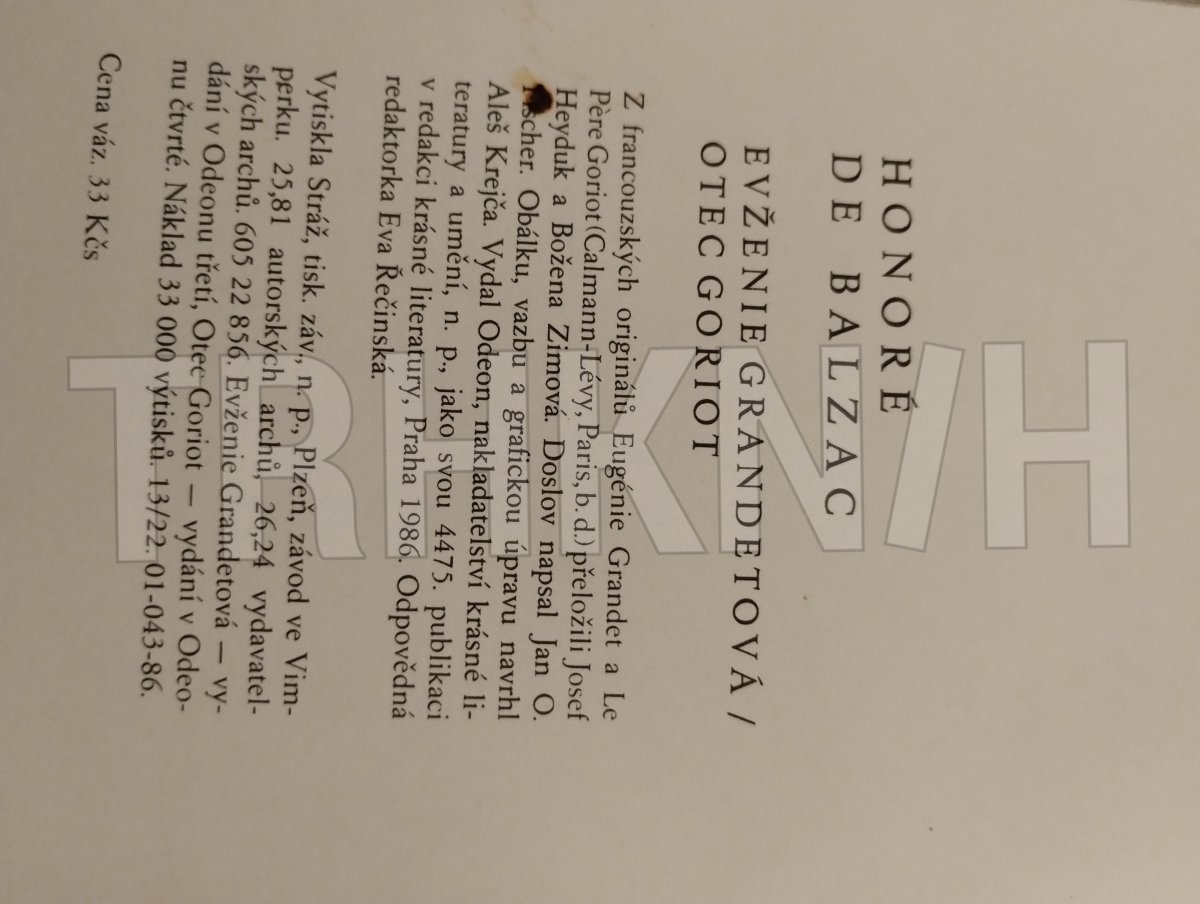 HONORÉ
DE BALZAC
EVŽENIE GRANDETOVÁ /
OTEC GORIOT
Z francouzských originálů Eugénie Grandet a Le
Père Goriot (Calmann-Lévy, Paris, b. d.) přeložili Josef
Heyduk a Božena Zimová. Doslov napsal Jan O.
Obálku, vazbu a grafickou úpravu navrhl
Aleš Krejča. Vydal Odeon, nakladatelství krásné li-
teratury a umění, n. p., jako svou 4475. publikaci
v redakci krásné literatury, Praha 1986. Odpovědná
redaktorka Eva Řečinská.
Vytiskla Stráž, tisk. záv., n. p., Plzeň, závod ve Vim-
perku. 25,81 autorských archů, 26,24 vydavatel-
ských archů. 605 22 856. Evženie Grandetová — vy-
dání v Odeonu třetí, Otec Goriot — vydání v Odeo-
nu čtvrté. Náklad 33 000 výtisků. 13/22. 01-043-86.
Cena váz. 33 Kčs